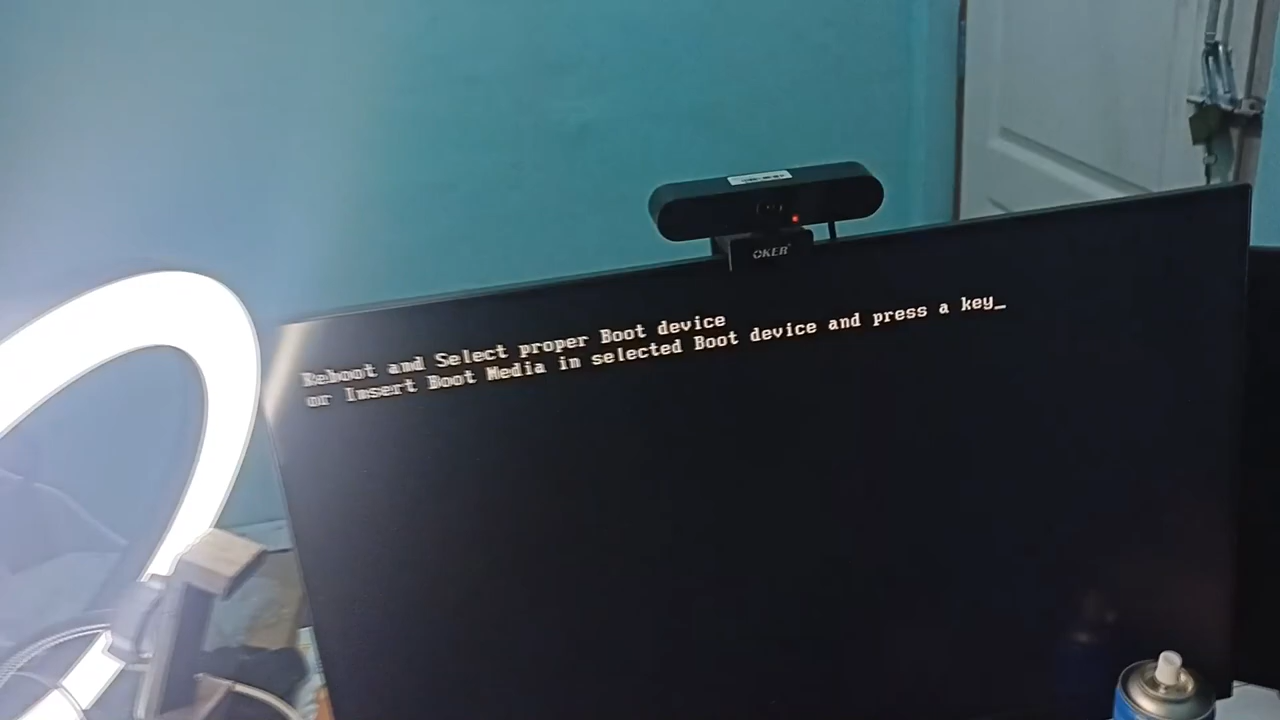 OKER
Reboot and Select proper Boot device
or Insert Boot Media in selected Boot device and press a key_